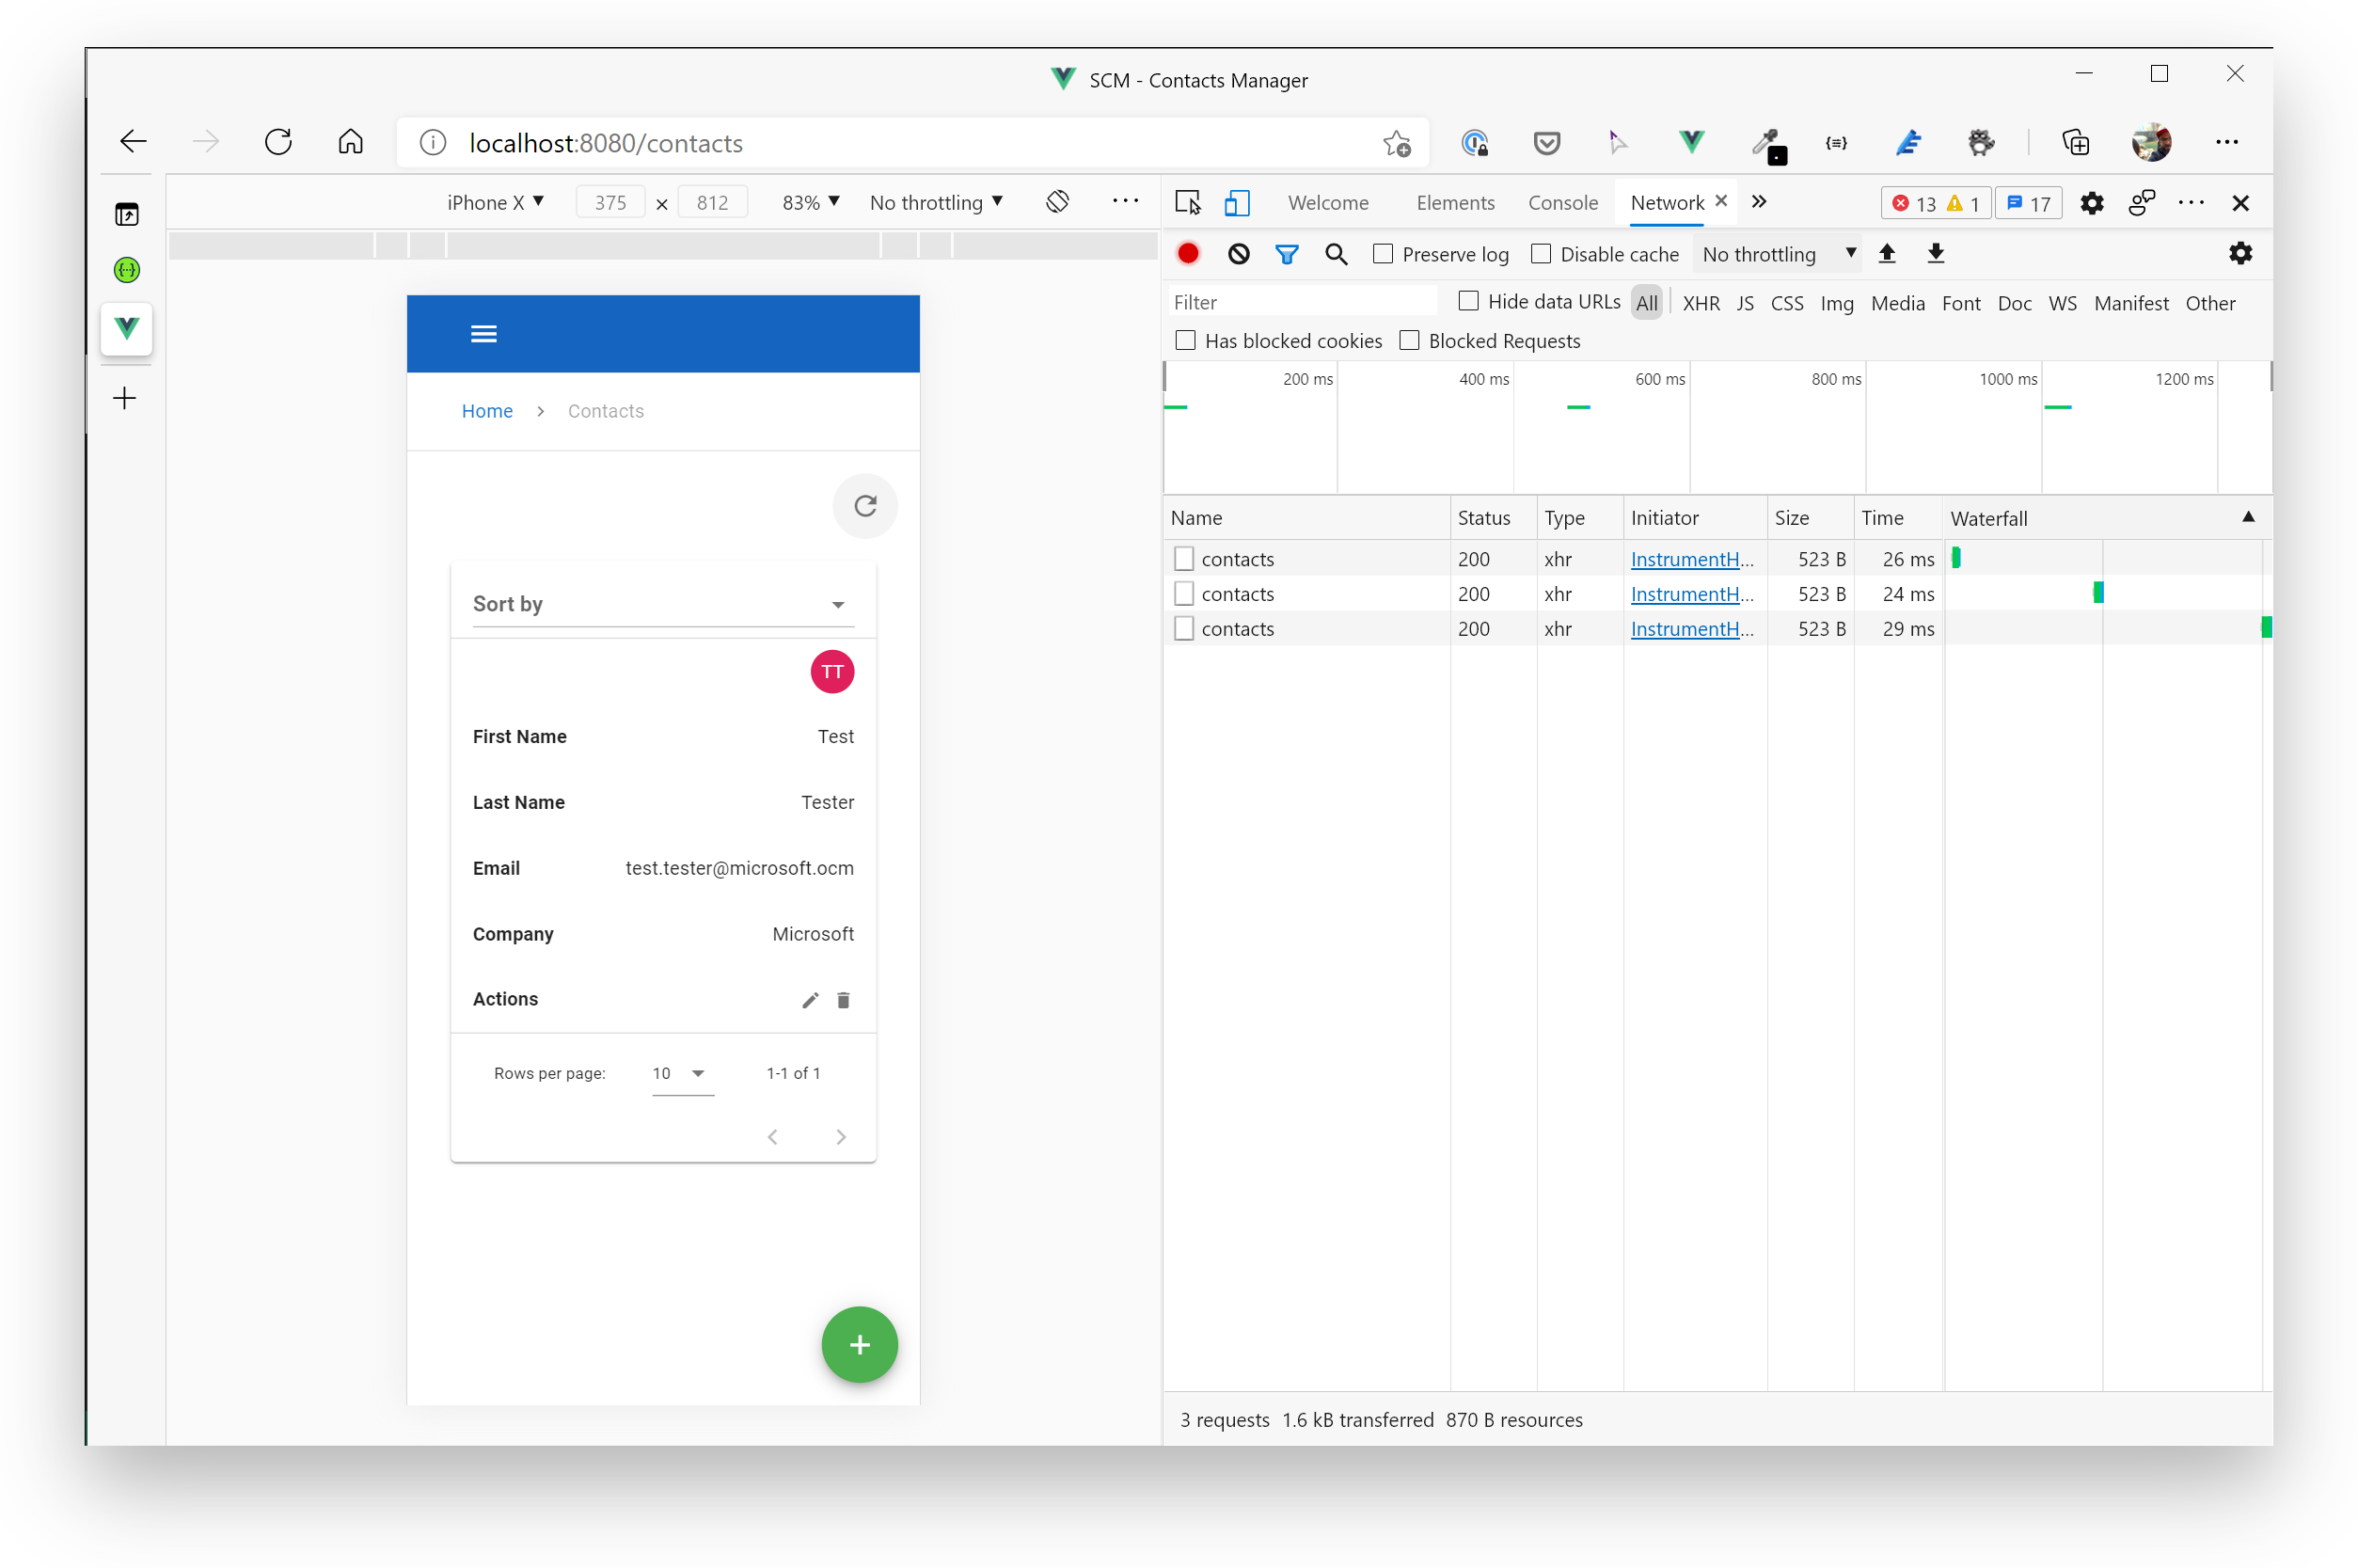 SCM - Contacts Manager
localhost:8080/contacts
iPhone X ▼ 375 × 812 83% ▼ No throttling ▼
Welcome Elements Console Network × » 13 1 17
Preserve log Disable cache No throttling ▼
Filter Hide data URLs All XHR JS CSS Img Media Font Doc WS Manifest Other
Has blocked cookies Blocked Requests
200 ms 400 ms 600 ms 800 ms 1000 ms 1200 ms
Name Status Type Initiator Size Time Waterfall ▲
contacts 200 xhr InstrumentH... 523 B 26 ms
contacts 200 xhr InstrumentH... 523 B 24 ms
contacts 200 xhr InstrumentH... 523 B 29 ms
3 requests 1.6 kB transferred 870 B resources
Home > Contacts
Sort by
TT
First Name Test
Last Name Tester
Email test.tester@microsoft.ocm
Company Microsoft
Actions
Rows per page: 10 1-1 of 1